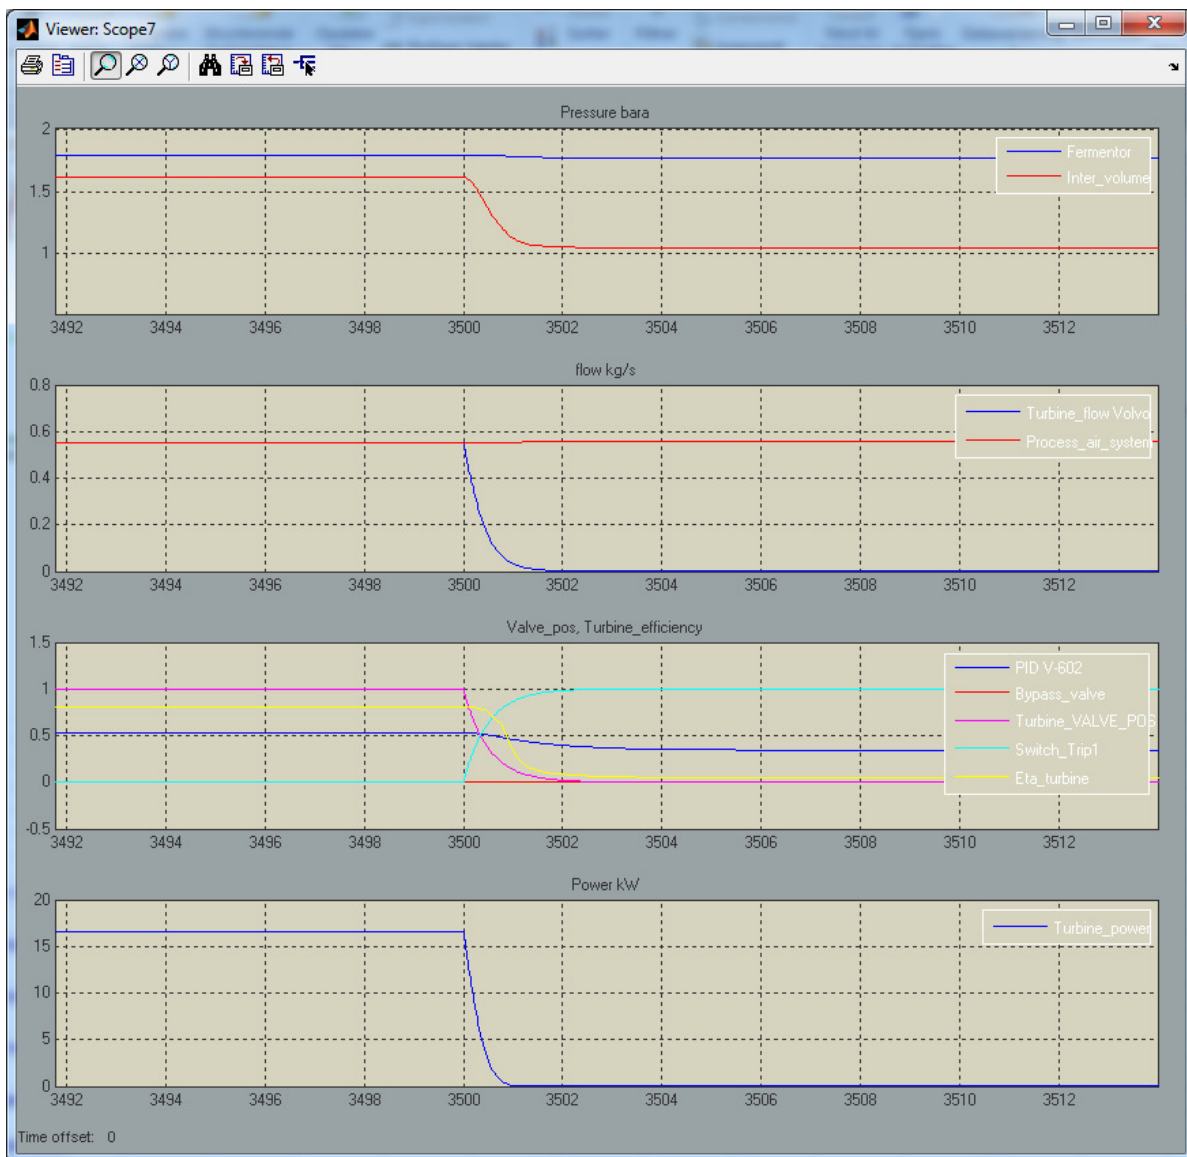 Viewer: Scope7
Pressure bara
2
1.5
1
Fermentor
Inter_volume
3492 3494 3496 3498 3500 3502 3504 3506 3508 3510 3512
flow kg/s
0.8
0.6
0.4
0.2
0
Turbine_flow Volvo
Process_air_system
3492 3494 3496 3498 3500 3502 3504 3506 3508 3510 3512
Valve_pos, Turbine_efficiency
1.5
1
0.5
0
-0.5
PID V-602
Bypass_valve
Turbine_VALVE_POS
Switch_Trip1
Eta_turbine
3492 3494 3496 3498 3500 3502 3504 3506 3508 3510 3512
Power kW
20
15
10
5
0
Turbine_power
3492 3494 3496 3498 3500 3502 3504 3506 3508 3510 3512
Time offset: 0